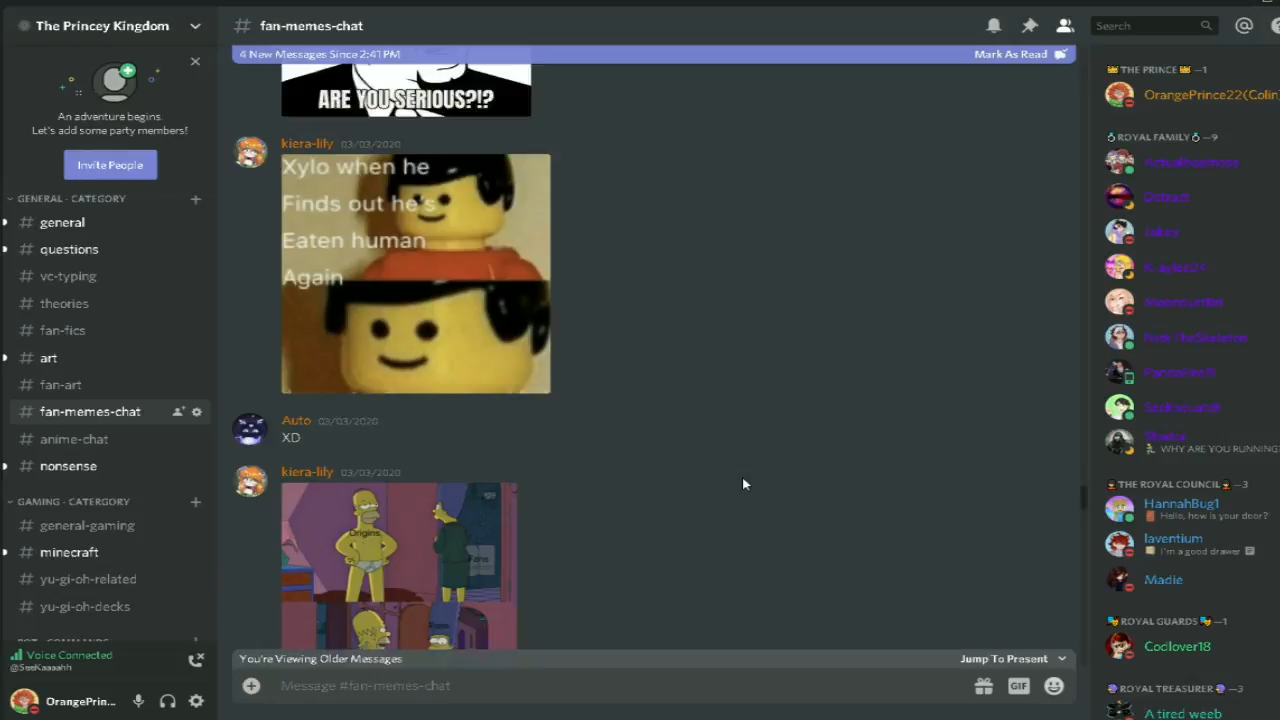 The Princey Kingdom
An adventure begins.
Let's add some party members!
Invite People
GENERAL - CATEGORY
general
questions
vc-typing
theories
fan-fics
art
fan-art
fan-memes-chat
anime-chat
nonsense
GAMING - CATERGORY
general-gaming
minecraft
yu-gi-oh-related
yu-gi-oh-decks
Voice Connected
@SeeKaaaahh
OrangePrin...
fan-memes-chat
4 New Messages Since 2:41 PM
Mark As Read
ARE YOU SERIOUS?!?
kiera-lily 03/03/2020
Xylo when he
Finds out he's
Eaten human
Again
Auto 03/03/2020
XD
kiera-lily 03/03/2020
Origins
Fans
You're Viewing Older Messages
Jump To Present
Message #fan-memes-chat
GIF
Search
THE PRINCE —1
OrangePrince22(Colin)
ROYAL FAMILY —9
WHY ARE YOU RUNNING?
THE ROYAL COUNCIL —3
HannahBug1
Hello, how is your door?
laventium
I'm a good drawer
Madie
ROYAL GUARDS —1
Codlover18
ROYAL TREASURER —3
A tired weeb